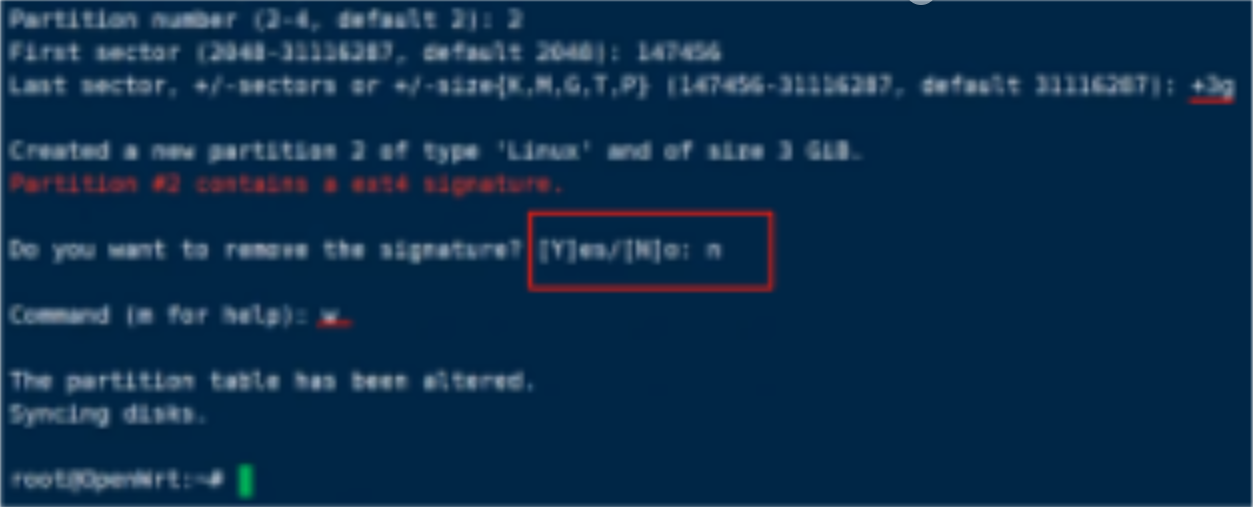 Partition number (2-4, default 2): 2
First sector (2048-31116287, default 2048): 147456
Last sector, +/-sectors or +/-size{K,M,G,T,P} (147456-31116287, default 31116287): +3g
Created a new partition 2 of type 'Linux' and of size 3 GiB.
Partition #2 contains a ext4 signature.
Do you want to remove the signature? [Y]es/[N]o: n
Command (m for help): w
The partition table has been altered.
Syncing disks.
root@OpenWrt:~#